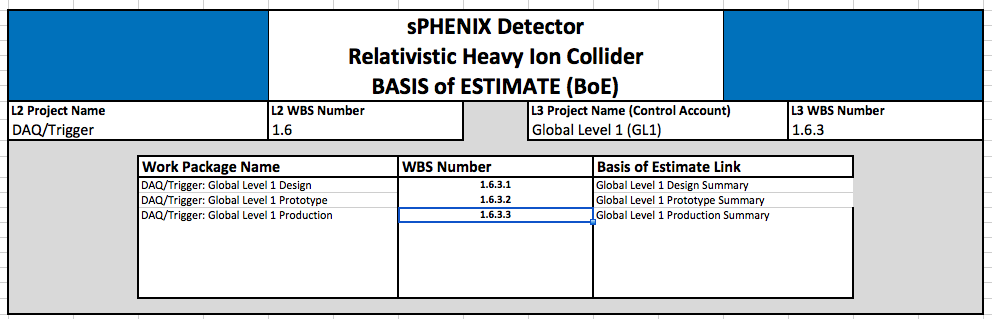 sPHENIX Detector
Relativistic Heavy Ion Collider
BASIS of ESTIMATE (BoE)
L2 Project Name L2 WBS Number L3 Project Name (Control Account) L3 WBS Number
DAQ/Trigger 1.6 Global Level 1 (GL1) 1.6.3
Work Package Name WBS Number Basis of Estimate Link
DAQ/Trigger: Global Level 1 Design 1.6.3.1 Global Level 1 Design Summary
DAQ/Trigger: Global Level 1 Prototype 1.6.3.2 Global Level 1 Prototype Summary
DAQ/Trigger: Global Level 1 Production 1.6.3.3 Global Level 1 Production Summary